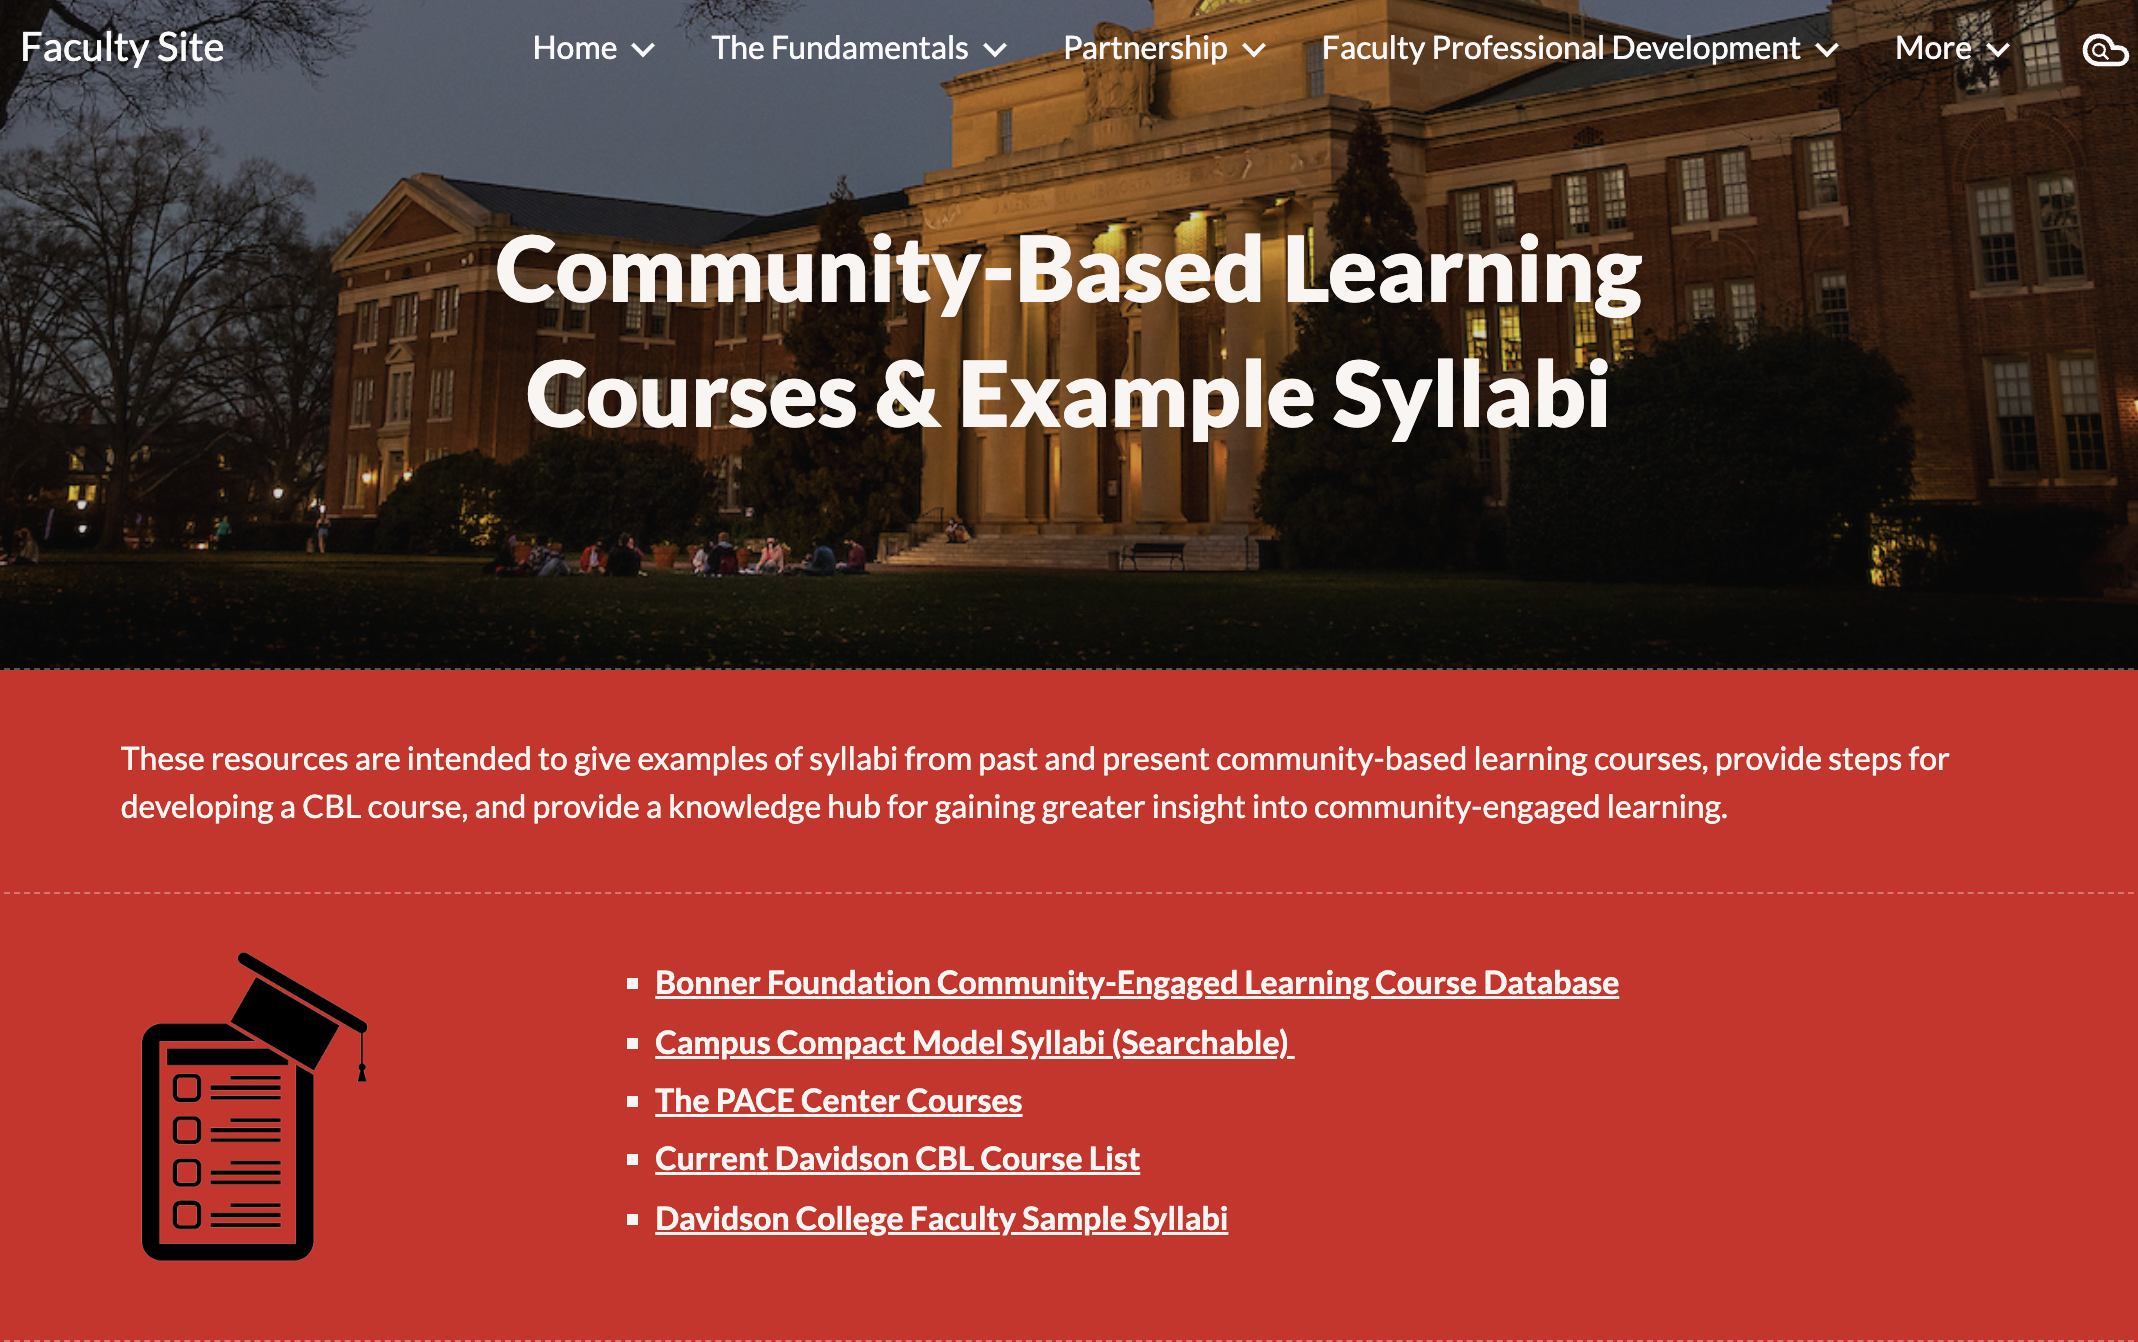 Faculty Site
Home
The Fundamentals
Partnership
Faculty Professional Development
More
Community-Based Learning
Courses & Example Syllabi
These resources are intended to give examples of syllabi from past and present community-based learning courses, provide steps for
developing a CBL course, and provide a knowledge hub for gaining greater insight into community-engaged learning.
Bonner Foundation Community-Engaged Learning Course Database
Campus Compact Model Syllabi (Searchable)
The PACE Center Courses
Current Davidson CBL Course List
Davidson College Faculty Sample Syllabi